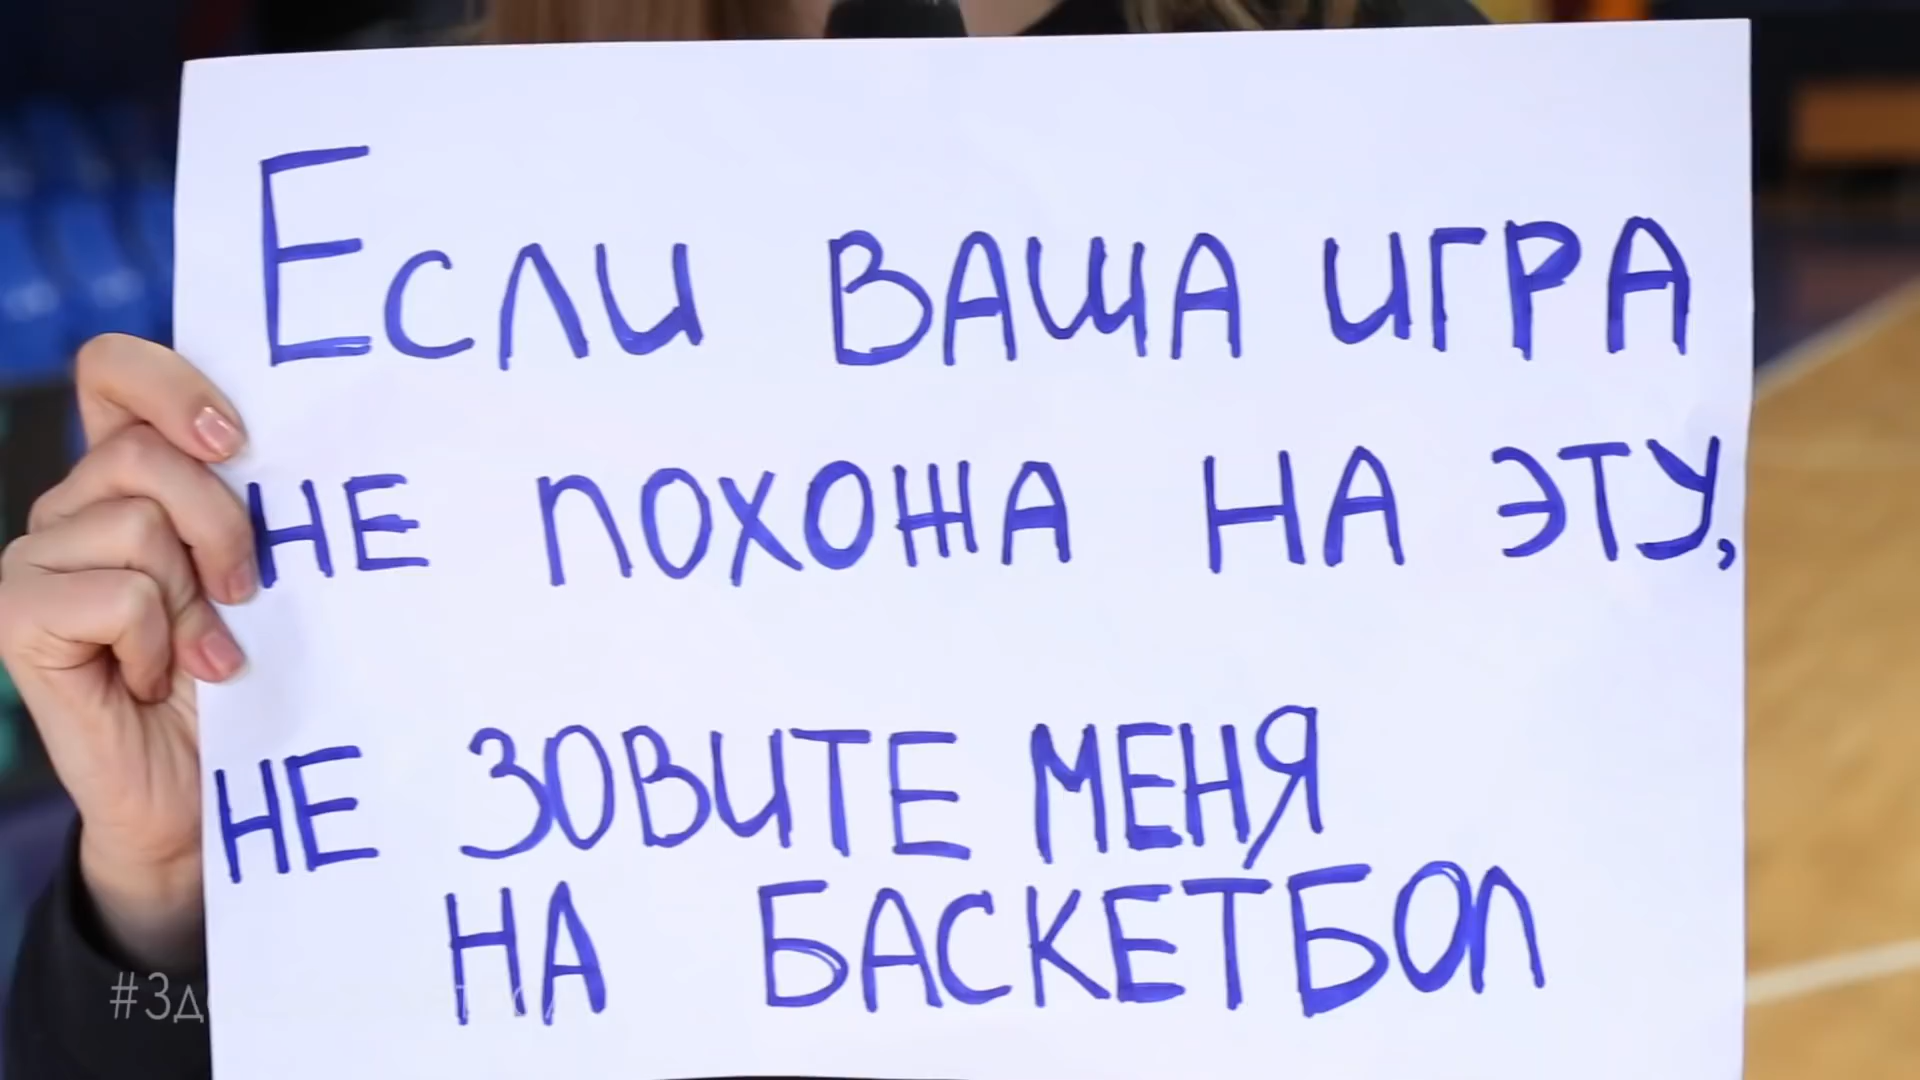 Если ВАША ИГРА
НЕ ПОХОЖА НА ЭТУ,
НЕ ЗОВИТЕ МЕНЯ
НА БАСКЕТБОЛ